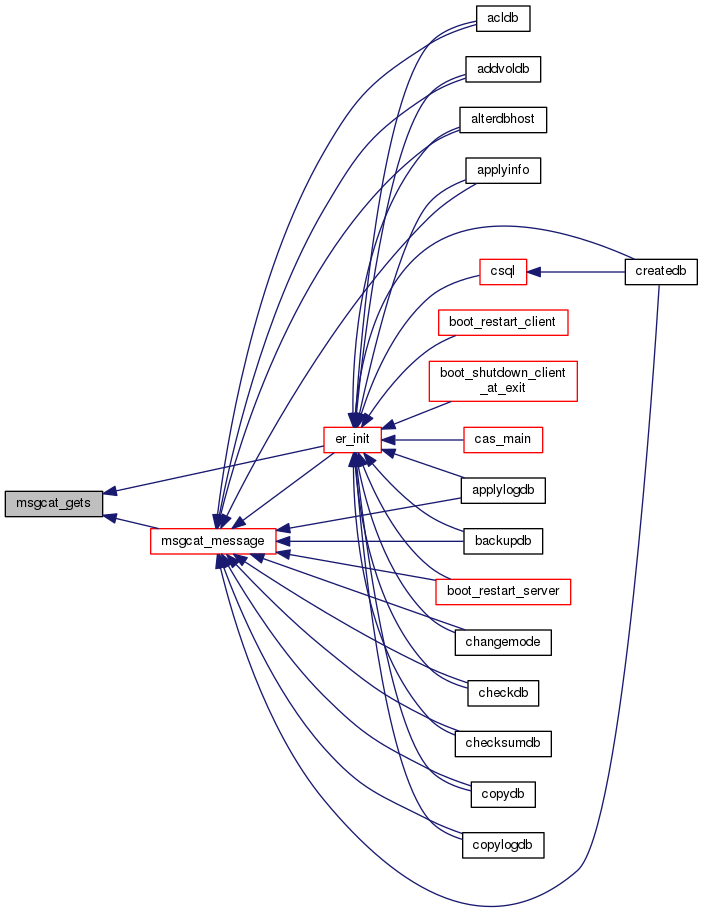 acldb
addvoldb
alterdbhost
applyinfo
csql
createdb
boot_restart_client
boot_shutdown_client
_at_exit
er_init
cas_main
applylogdb
msgcat_gets
msgcat_message
backupdb
boot_restart_server
changemode
checkdb
checksumdb
copydb
copylogdb